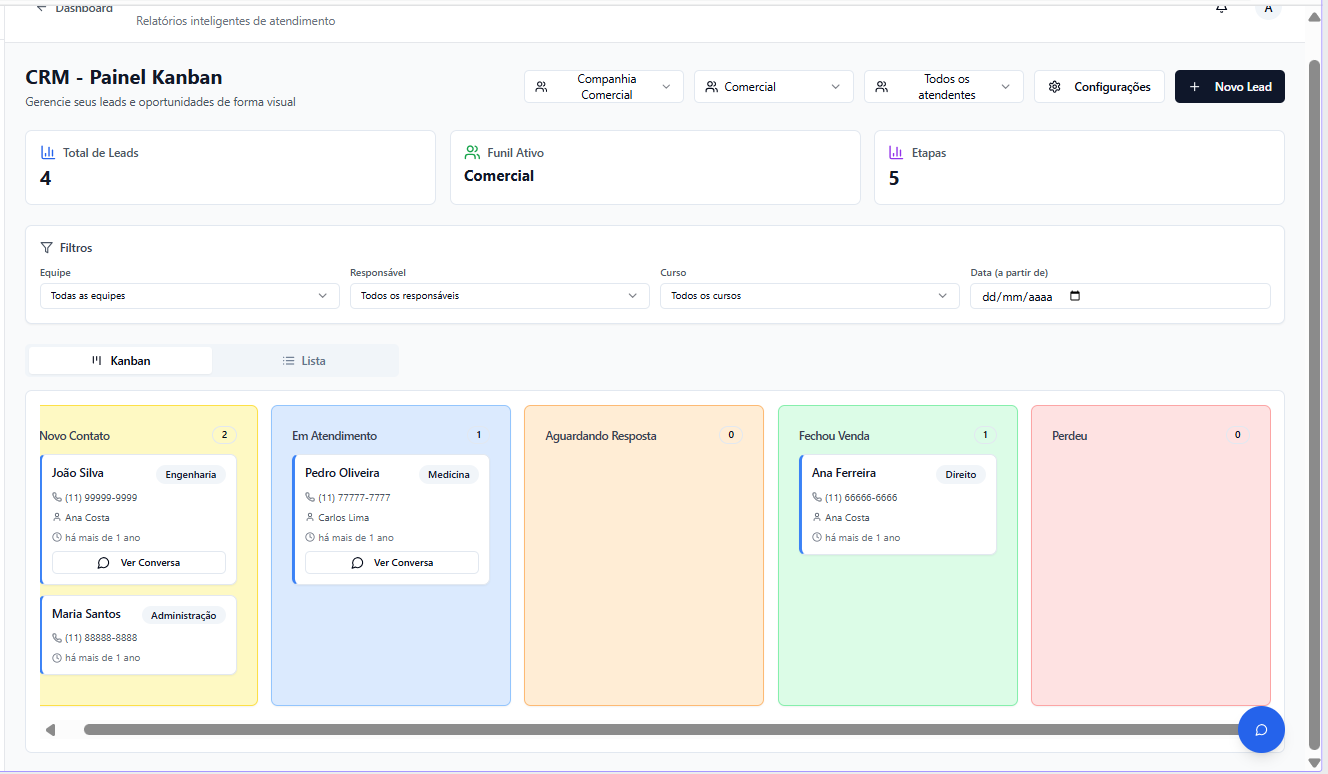 Dashboard
A
Relatórios inteligentes de atendimento
CRM - Painel Kanban
Gerencie seus leads e oportunidades de forma visual
Companhia
Comercial
Comercial
Todos os
atendentes
Configurações
+ Novo Lead
Total de Leads
4
Funil Ativo
Comercial
Etapas
5
Filtros
Equipe
Todas as equipes
Responsável
Todos os responsáveis
Curso
Todos os cursos
Data (a partir de)
dd/mm/aaaa
Kanban
Lista
Novo Contato 2
João Silva Engenharia
(11) 99999-9999
Ana Costa
há mais de 1 ano
Ver Conversa
Maria Santos Administração
(11) 88888-8888
há mais de 1 ano
Em Atendimento 1
Pedro Oliveira Medicina
(11) 77777-7777
Carlos Lima
há mais de 1 ano
Ver Conversa
Aguardando Resposta 0
Fechou Venda 1
Ana Ferreira Direito
(11) 66666-6666
Ana Costa
há mais de 1 ano
Perdeu 0